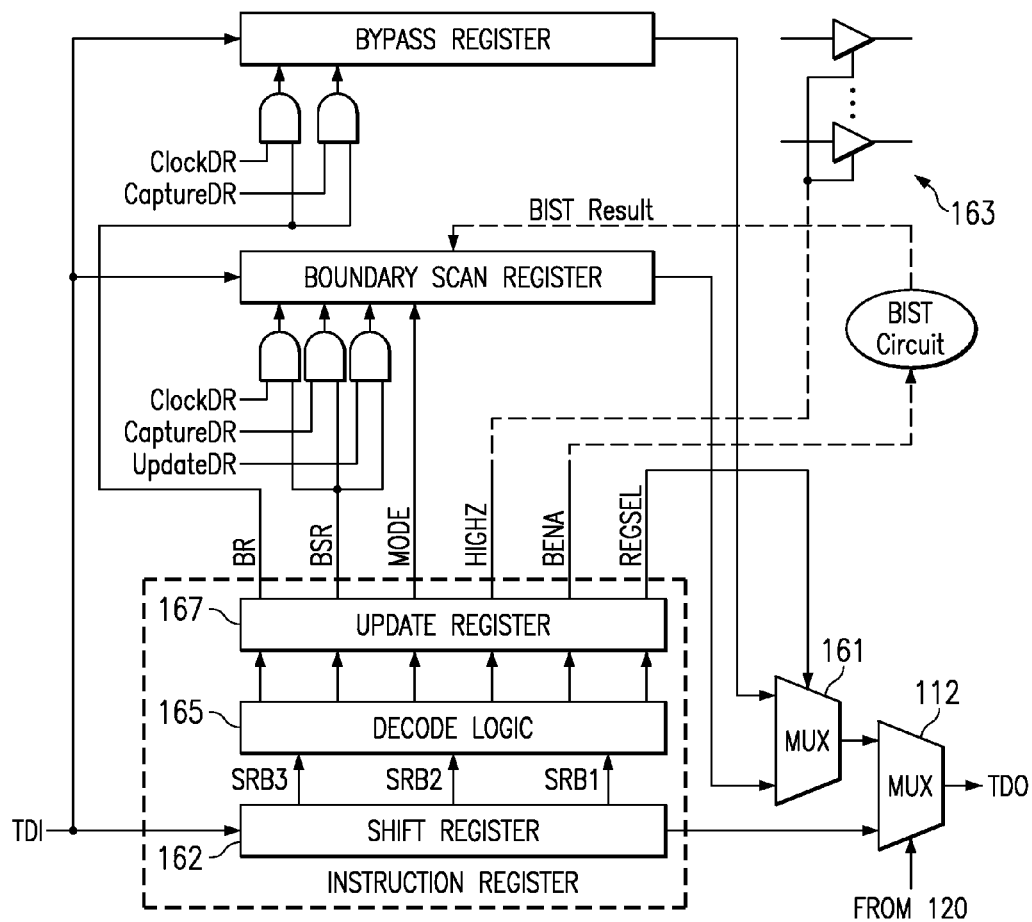 BYPASS REGISTER
ClockDR
CaptureDR
163
BIST Result
BOUNDARY SCAN REGISTER
BIST
Circuit
ClockDR
CaptureDR
UpdateDR
BR
BSR
MODE
HIGHZ
BENA
REGSEL
167
UPDATE REGISTER
161
165
DECODE LOGIC
112
MUX
MUX
TDO
SRB3
SRB2
SRB1
TDI
SHIFT REGISTER
162
INSTRUCTION REGISTER
FROM 120